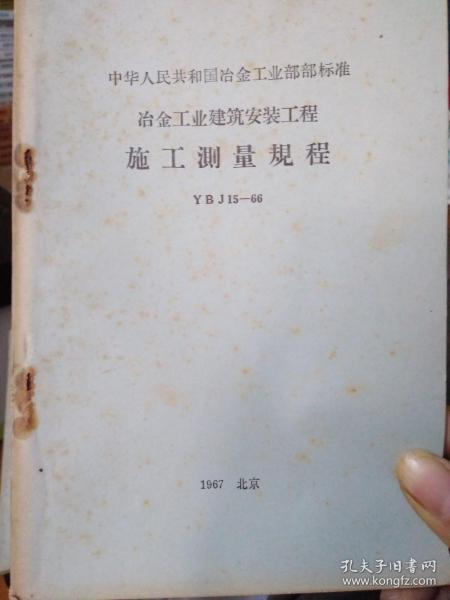 中华人民共和国冶金工业部部标准
冶金工业建筑安装工程
施工测量規程
YBJ15—66
1967 北京
孔夫子旧书网
www.kongfz.com